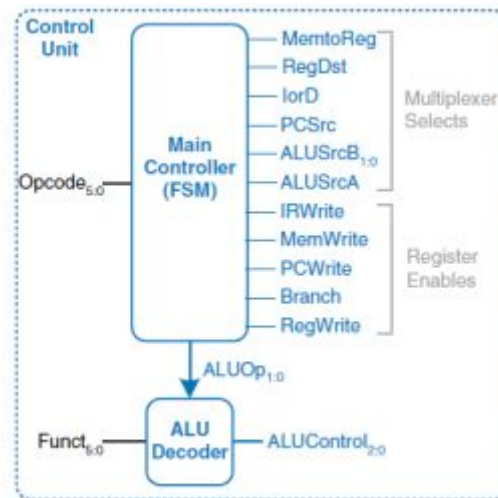 Control
Unit
MemtoReg
RegDst
IorD
Multiplexer
Selects
PCSrc
Main
Controller
(FSM)
ALUSrcB1:0
Opcode5:0
ALUSrcA
IRWrite
MemWrite
Register
Enables
PCWrite
Branch
RegWrite
ALUOp1:0
Funct5:0
ALU
Decoder
ALUControl2:0